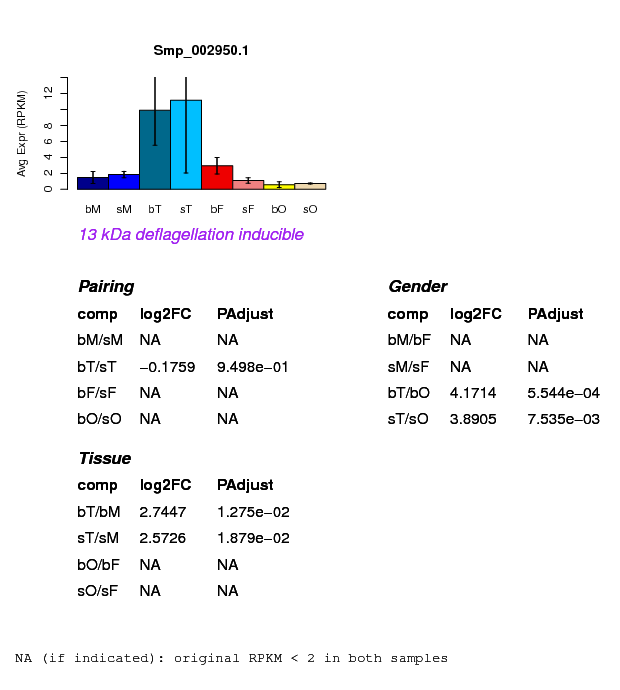 Smp_002950.1
Avg Expr (RPKM)
12
8
6
4
2
0
bM sM bT sT bF sF bO sO
13 kDa deflagellation inducible
Pairing
comp log2FC PAdjust
bM/sM NA NA
bT/sT −0.1759 9.498e−01
bF/sF NA NA
bO/sO NA NA
Gender
comp log2FC PAdjust
bM/bF NA NA
sM/sF NA NA
bT/bO 4.1714 5.544e−04
sT/sO 3.8905 7.535e−03
Tissue
comp log2FC PAdjust
bT/bM 2.7447 1.275e−02
sT/sM 2.5726 1.879e−02
bO/bF NA NA
sO/sF NA NA
NA (if indicated): original RPKM < 2 in both samples